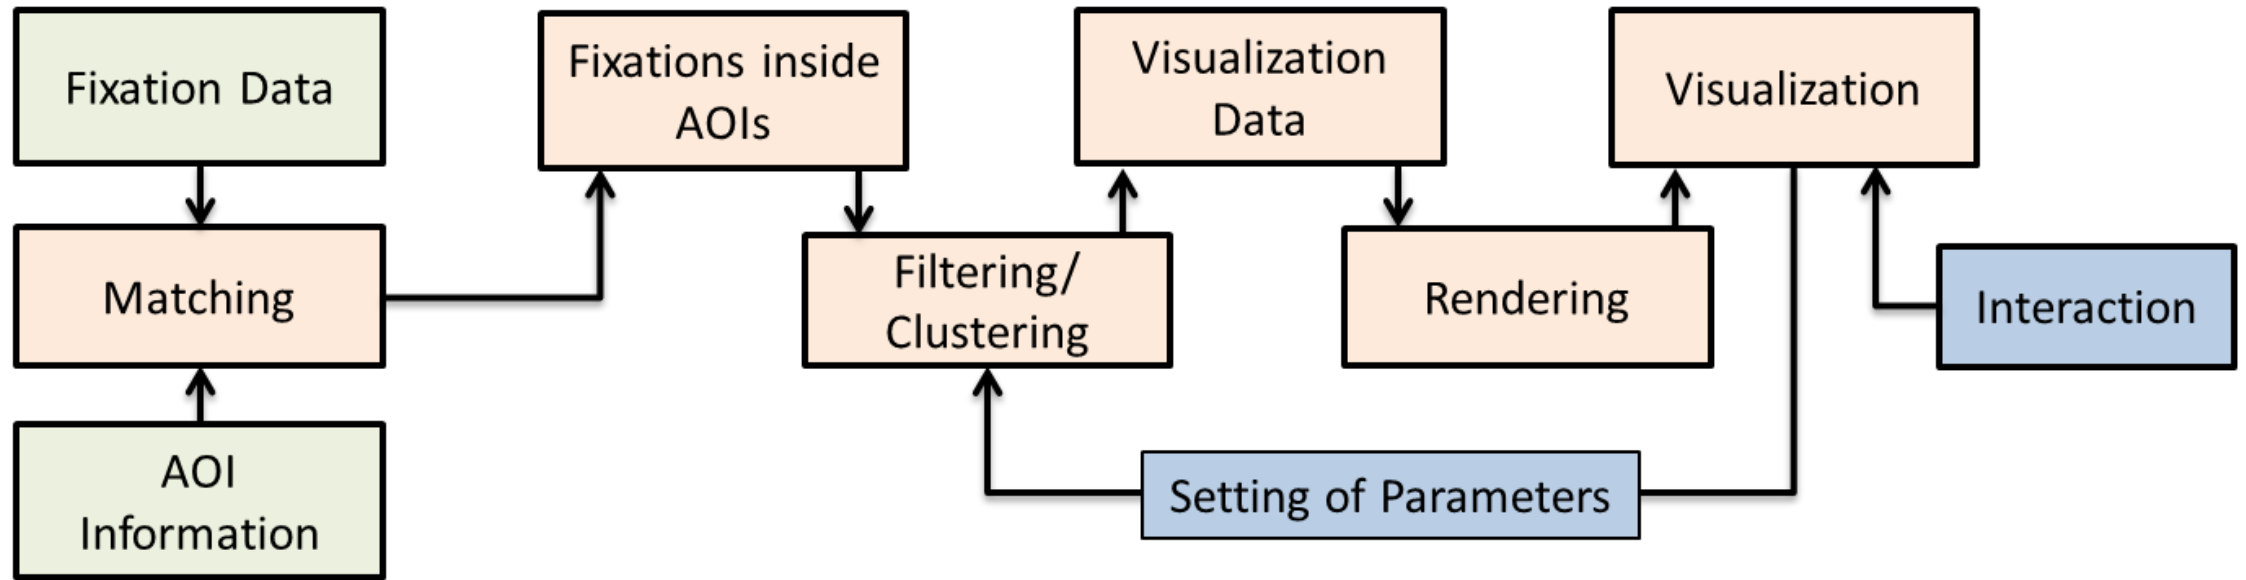 Fixation Data
Matching
AOI
Information
Fixations inside
AOIs
Filtering/
Clustering
Visualization
Data
Rendering
Visualization
Interaction
Setting of Parameters